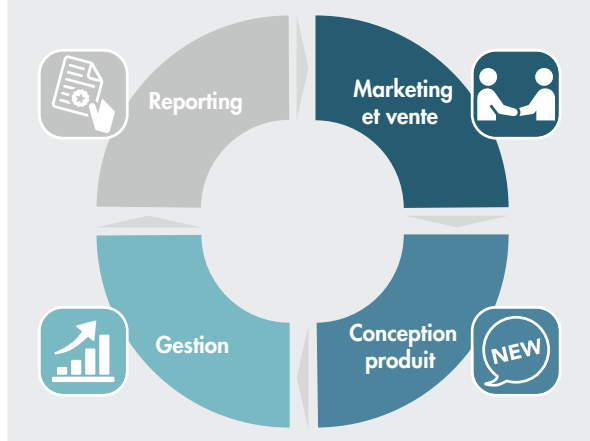 Reporting
Marketing
et vente
Gestion
Conception
produit
NEW